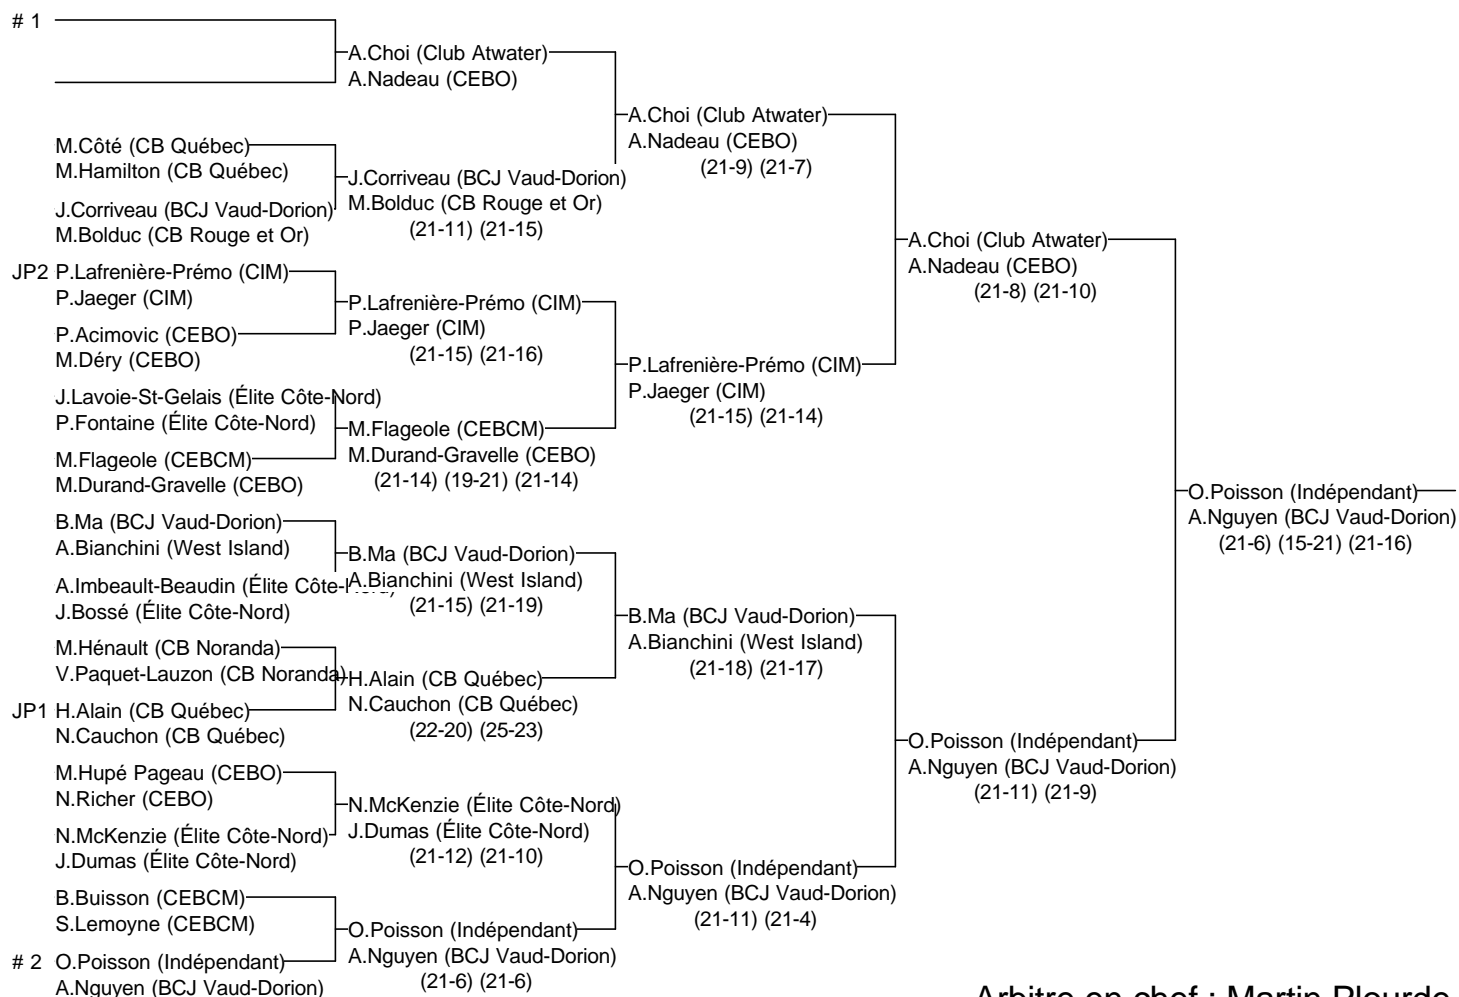 # 1
A.Choi (Club Atwater)
A.Nadeau (CEBO)
A.Choi (Club Atwater)
A.Nadeau (CEBO)
(21-9) (21-7)
M.Côté (CB Québec)
M.Hamilton (CB Québec)
J.Corriveau (BCJ Vaud-Dorion)
M.Bolduc (CB Rouge et Or)
(21-11) (21-15)
J.Corriveau (BCJ Vaud-Dorion)
M.Bolduc (CB Rouge et Or)
A.Choi (Club Atwater)
A.Nadeau (CEBO)
(21-8) (21-10)
JP2 P.Lafrenière-Prémo (CIM)
P.Jaeger (CIM)
P.Lafrenière-Prémo (CIM)
P.Jaeger (CIM)
(21-15) (21-16)
P.Acimovic (CEBO)
M.Déry (CEBO)
P.Lafrenière-Prémo (CIM)
P.Jaeger (CIM)
(21-15) (21-14)
J.Lavoie-St-Gelais (Élite Côte-Nord)
P.Fontaine (Élite Côte-Nord)
M.Flageole (CEBCM)
M.Durand-Gravelle (CEBO)
(21-14) (19-21) (21-14)
M.Flageole (CEBCM)
M.Durand-Gravelle (CEBO)
O.Poisson (Indépendant)
A.Nguyen (BCJ Vaud-Dorion)
(21-6) (15-21) (21-16)
B.Ma (BCJ Vaud-Dorion)
A.Bianchini (West Island)
B.Ma (BCJ Vaud-Dorion)
A.Bianchini (West Island)
(21-15) (21-19)
A.Imbeault-Beaudin (Élite Côte-Nord)
J.Bossé (Élite Côte-Nord)
B.Ma (BCJ Vaud-Dorion)
A.Bianchini (West Island)
(21-18) (21-17)
M.Hénault (CB Noranda)
V.Paquet-Lauzon (CB Noranda)
H.Alain (CB Québec)
N.Cauchon (CB Québec)
(22-20) (25-23)
JP1 H.Alain (CB Québec)
N.Cauchon (CB Québec)
O.Poisson (Indépendant)
A.Nguyen (BCJ Vaud-Dorion)
(21-11) (21-9)
M.Hupé Pageau (CEBO)
N.Richer (CEBO)
N.McKenzie (Élite Côte-Nord)
J.Dumas (Élite Côte-Nord)
(21-12) (21-10)
N.McKenzie (Élite Côte-Nord)
J.Dumas (Élite Côte-Nord)
O.Poisson (Indépendant)
A.Nguyen (BCJ Vaud-Dorion)
(21-11) (21-4)
B.Buisson (CEBCM)
S.Lemoyne (CEBCM)
O.Poisson (Indépendant)
A.Nguyen (BCJ Vaud-Dorion)
(21-6) (21-6)
# 2 O.Poisson (Indépendant)
A.Nguyen (BCJ Vaud-Dorion)
Arbitre en chef : Martin Plourde